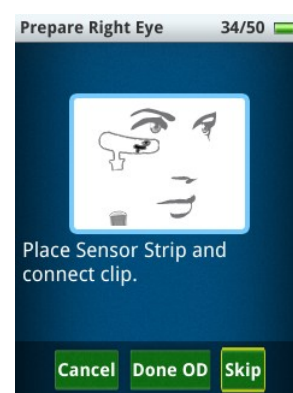 Prepare Right Eye 34/50
Place Sensor Strip and
connect clip.
Cancel Done OD Skip